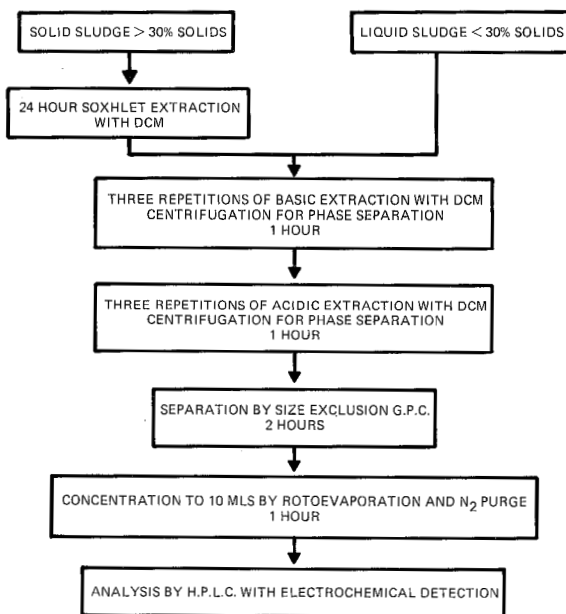 SOLID SLUDGE > 30% SOLIDS
LIQUID SLUDGE < 30% SOLIDS
24 HOUR SOXHLET EXTRACTION
WITH DCM
THREE REPETITIONS OF BASIC EXTRACTION WITH DCM
CENTRIFUGATION FOR PHASE SEPARATION
1 HOUR
THREE REPETITIONS OF ACIDIC EXTRACTION WITH DCM
CENTRIFUGATION FOR PHASE SEPARATION
1 HOUR
SEPARATION BY SIZE EXCLUSION G.P.C.
2 HOURS
CONCENTRATION TO 10 MLS BY ROTOEVAPORATION AND N2 PURGE
1 HOUR
ANALYSIS BY H.P.L.C. WITH ELECTROCHEMICAL DETECTION